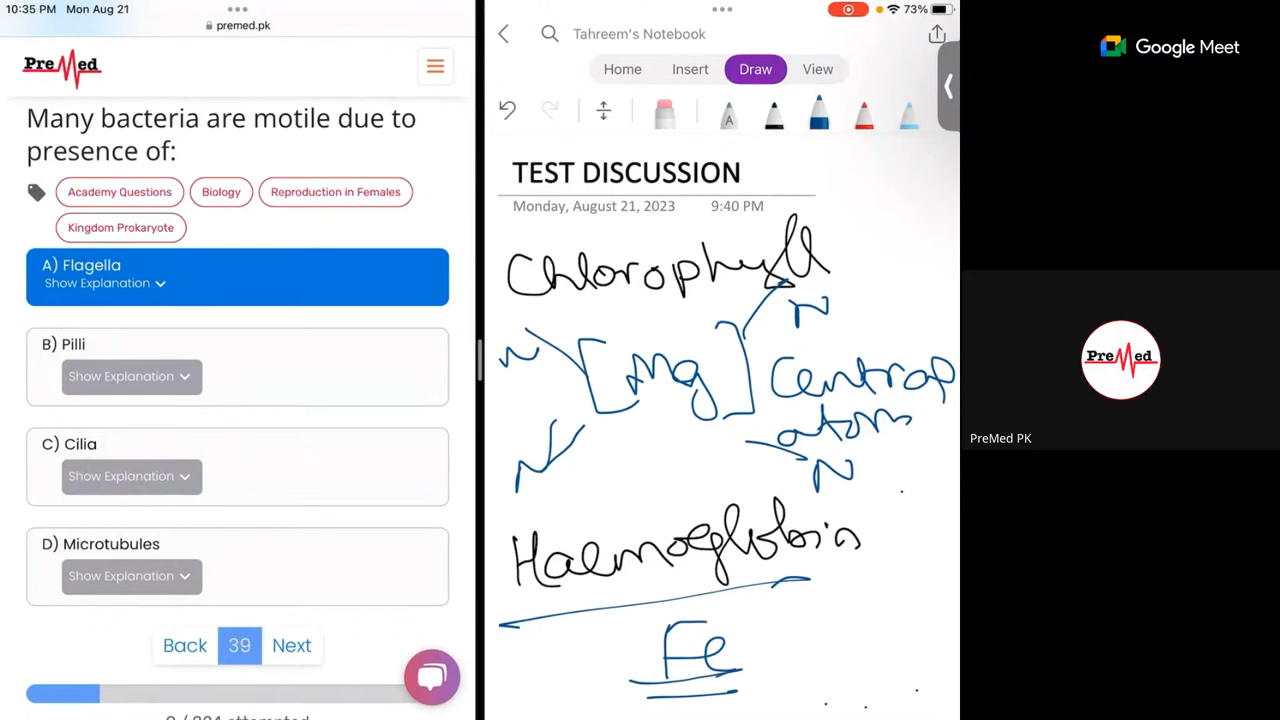 10:35 PM Mon Aug 21
premed.pk
PreMed
Many bacteria are motile due to
presence of:
Academy Questions
Biology
Reproduction in Females
Kingdom Prokaryote
A) Flagella
Show Explanation
B) Pilli
Show Explanation
C) Cilia
Show Explanation
D) Microtubules
Show Explanation
Back 39 Next
73%
Tahreem's Notebook
Home Insert Draw View
A
TEST DISCUSSION
Monday, August 21, 2023 9:40 PM
Chlorophyll
N
N [Mg] Central
atom
N N
Haemoglobin
Fe
Google Meet
PreMed
PreMed PK